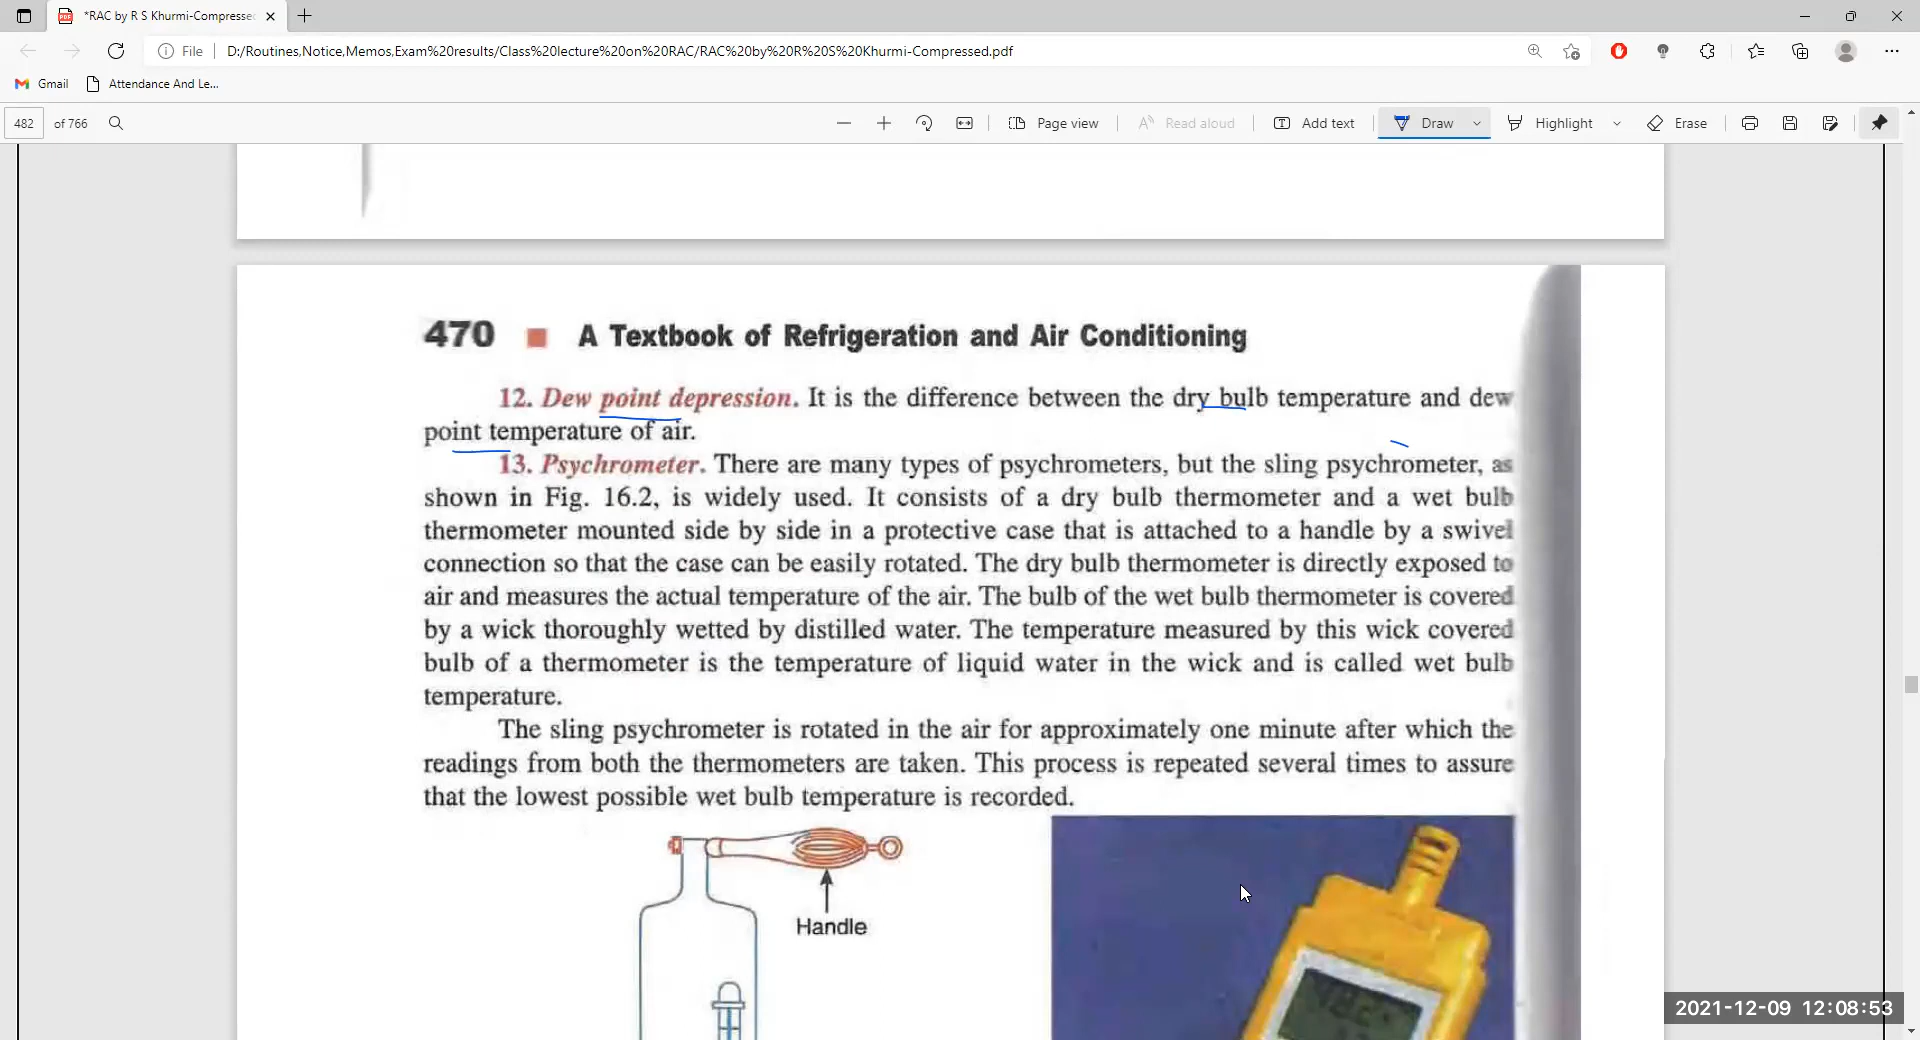 *RAC by R S Khurmi-Compressed
File
D:/Routines,Notice,Memos,Exam%20results/Class%20lecture%20on%20RAC/RAC%20by%20R%20S%20Khurmi-Compressed.pdf
Gmail
Attendance And Le...
482 of 766
Page view
Read aloud
Add text
Draw
Highlight
Erase
470 A Textbook of Refrigeration and Air Conditioning
12. Dew point depression. It is the difference between the dry bulb temperature and dew
point temperature of air.
13. Psychrometer. There are many types of psychrometers, but the sling psychrometer, as
shown in Fig. 16.2, is widely used. It consists of a dry bulb thermometer and a wet bulb
thermometer mounted side by side in a protective case that is attached to a handle by a swivel
connection so that the case can be easily rotated. The dry bulb thermometer is directly exposed to
air and measures the actual temperature of the air. The bulb of the wet bulb thermometer is covered
by a wick thoroughly wetted by distilled water. The temperature measured by this wick covered
bulb of a thermometer is the temperature of liquid water in the wick and is called wet bulb
temperature.
The sling psychrometer is rotated in the air for approximately one minute after which the
readings from both the thermometers are taken. This process is repeated several times to assure
that the lowest possible wet bulb temperature is recorded.
Handle
2021-12-09 12:08:53